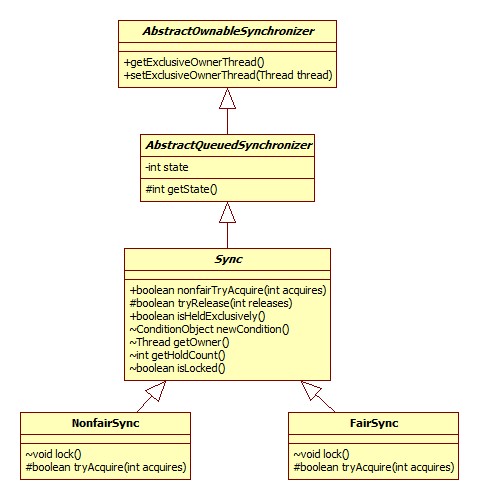 AbstractOwnableSynchronizer
+getExclusiveOwnerThread()
+setExclusiveOwnerThread(Thread thread)
AbstractQueuedSynchronizer
-int state
#int getState()
Sync
+boolean nonfairTryAcquire(int acquires)
#boolean tryRelease(int releases)
+boolean isHeldExclusively()
~ConditionObject newCondition()
~Thread getOwner()
~int getHoldCount()
~boolean isLocked()
NonfairSync
~void lock()
#boolean tryAcquire(int acquires)
FairSync
~void lock()
#boolean tryAcquire(int acquires)